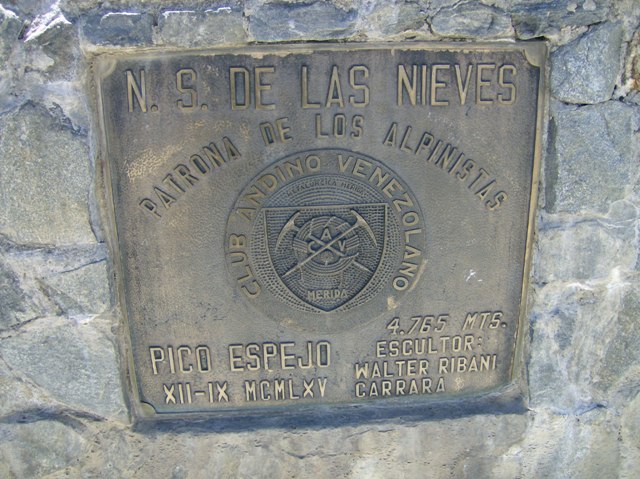 N. S. DE LAS NIEVES
PATRONA DE LOS ALPINISTAS
CLUB ANDINO VENEZOLANO
CAV
MERIDA
4.765 MTS.
PICO ESPEJO
XII-IX MCMLXV
ESCULTOR:
WALTER RIBANI
CARRARA